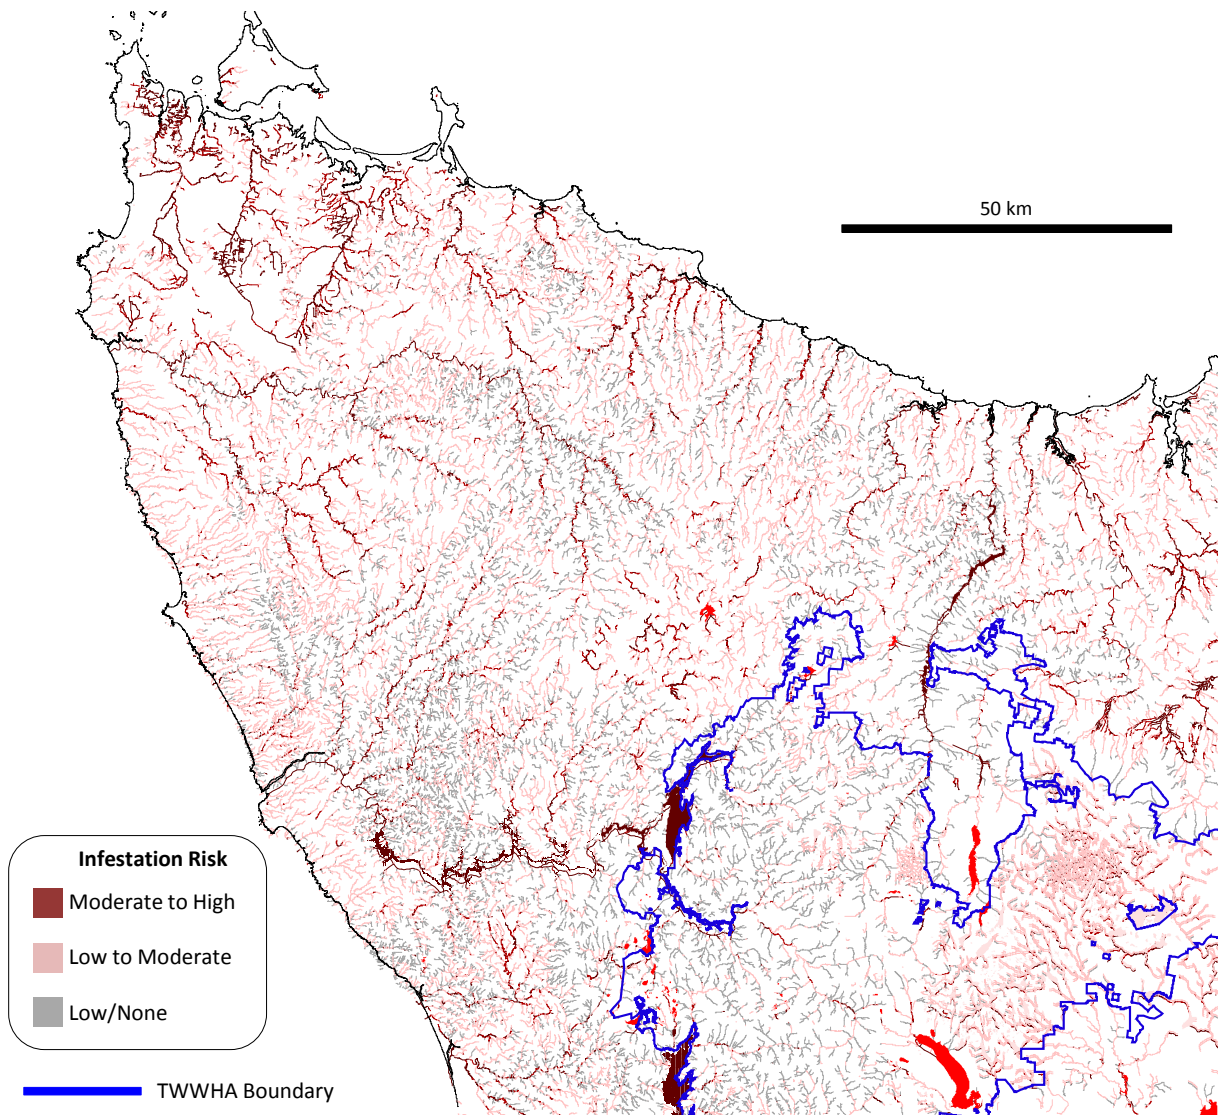 50 km
Infestation Risk
Moderate to High
Low to Moderate
Low/None
TWWHA Boundary